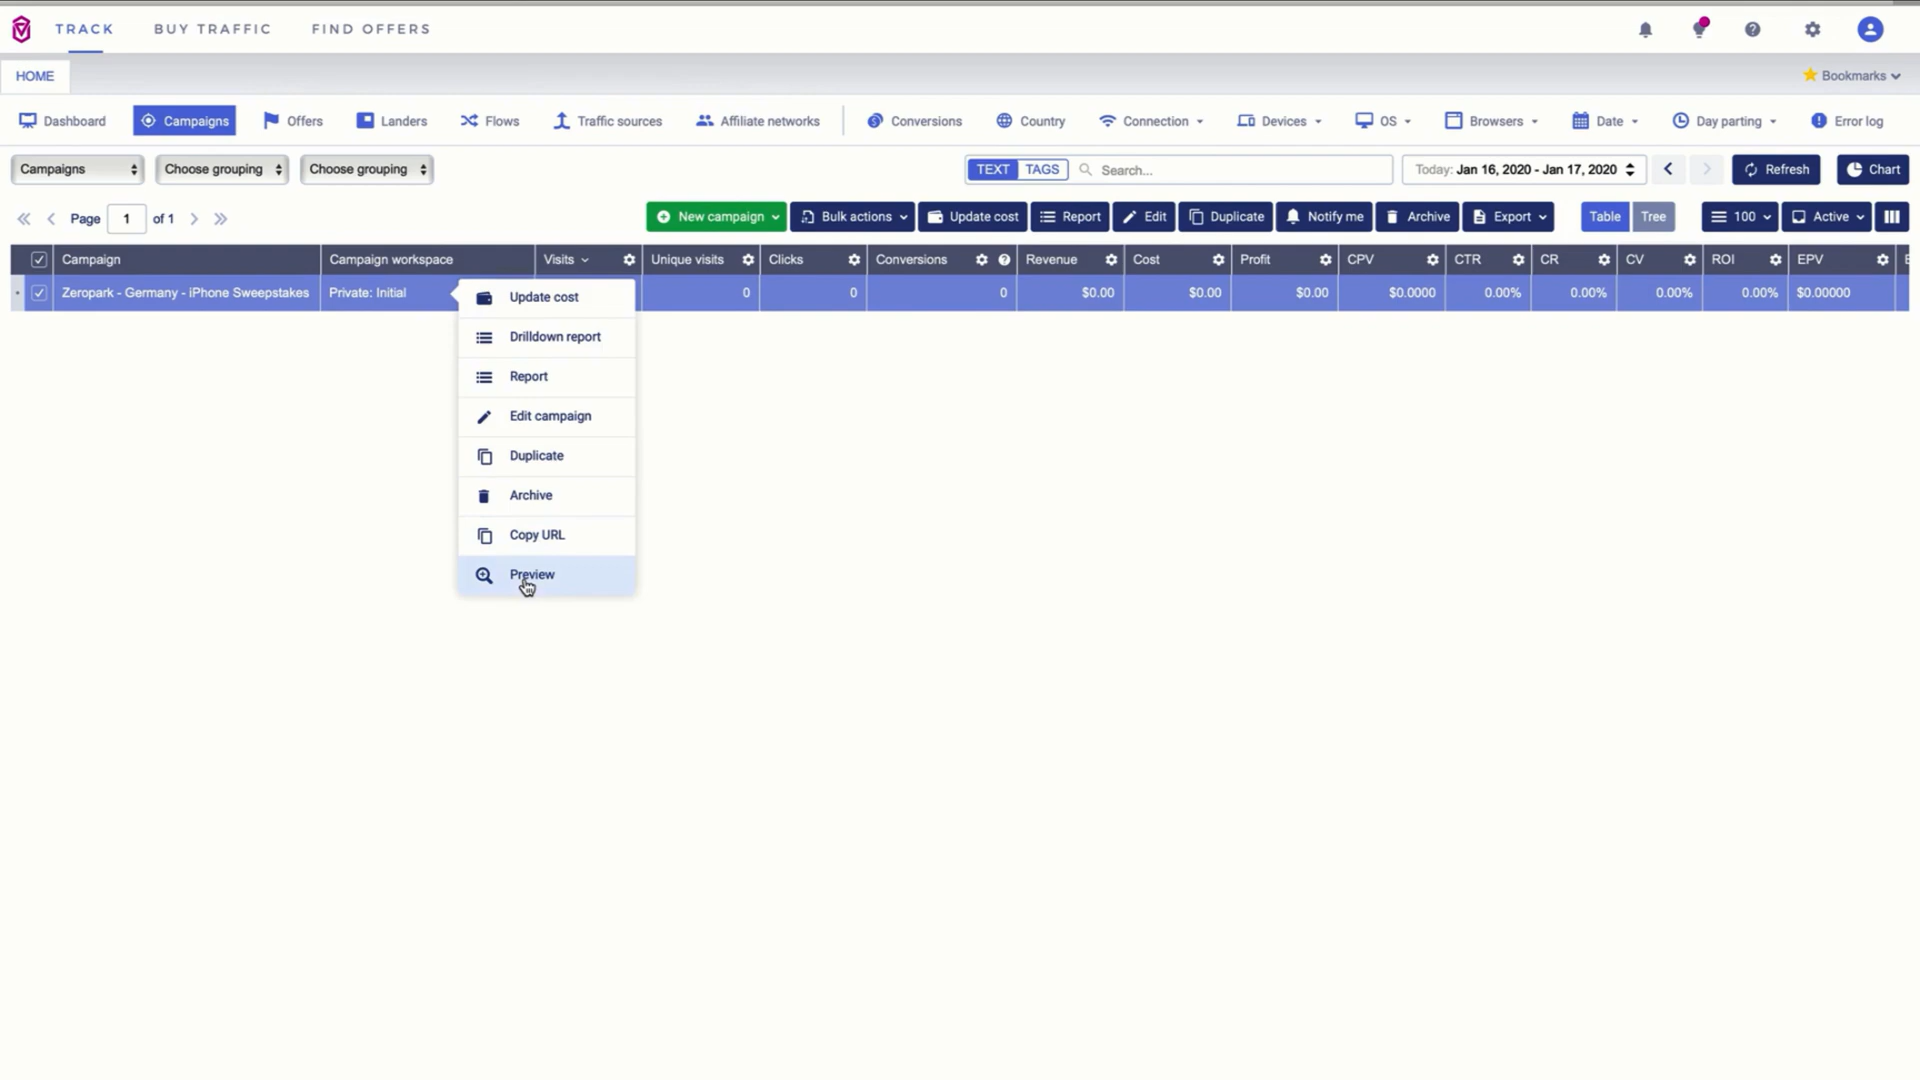 TRACK BUY TRAFFIC FIND OFFERS
HOME Bookmarks
Dashboard Campaigns Offers Landers Flows Traffic sources Affiliate networks Conversions Country Connection Devices OS Browsers Date Day parting Error log
Campaigns Choose grouping Choose grouping TEXT TAGS Search... Today: Jan 16, 2020 - Jan 17, 2020 Refresh Chart
Page 1 of 1 New campaign Bulk actions Update cost Report Edit Duplicate Notify me Archive Export Table Tree 100 Active
Campaign Campaign workspace Visits Unique visits Clicks Conversions Revenue Cost Profit CPV CTR CR CV ROI EPV
Zeropark - Germany - iPhone Sweepstakes Private: Initial 0 0 0 $0.00 $0.00 $0.00 $0.0000 0.00% 0.00% 0.00% 0.00% $0.00000
Update cost
Drilldown report
Report
Edit campaign
Duplicate
Archive
Copy URL
Preview